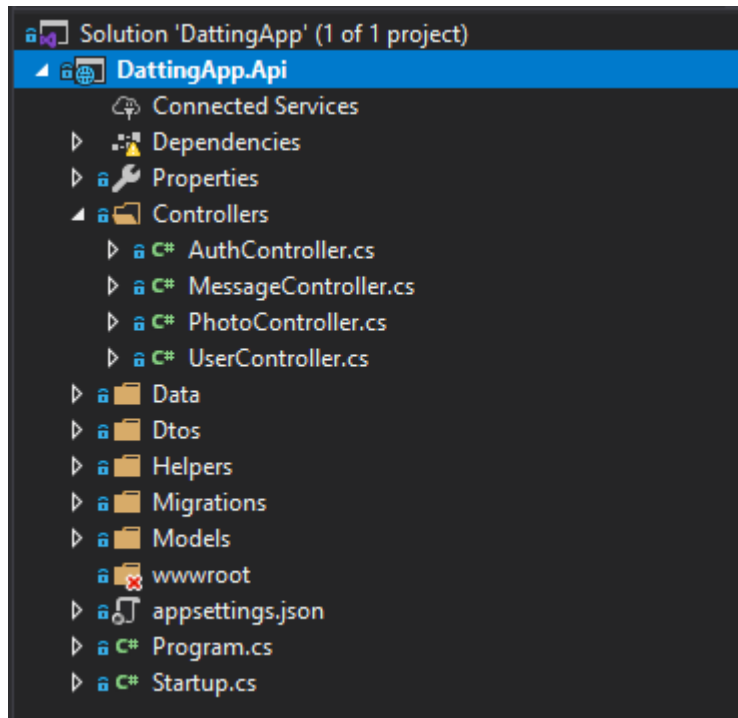 Solution 'DattingApp' (1 of 1 project)
DattingApp.Api
Connected Services
Dependencies
Properties
Controllers
C# AuthController.cs
C# MessageController.cs
C# PhotoController.cs
C# UserController.cs
Data
Dtos
Helpers
Migrations
Models
wwwroot
appsettings.json
C# Program.cs
C# Startup.cs